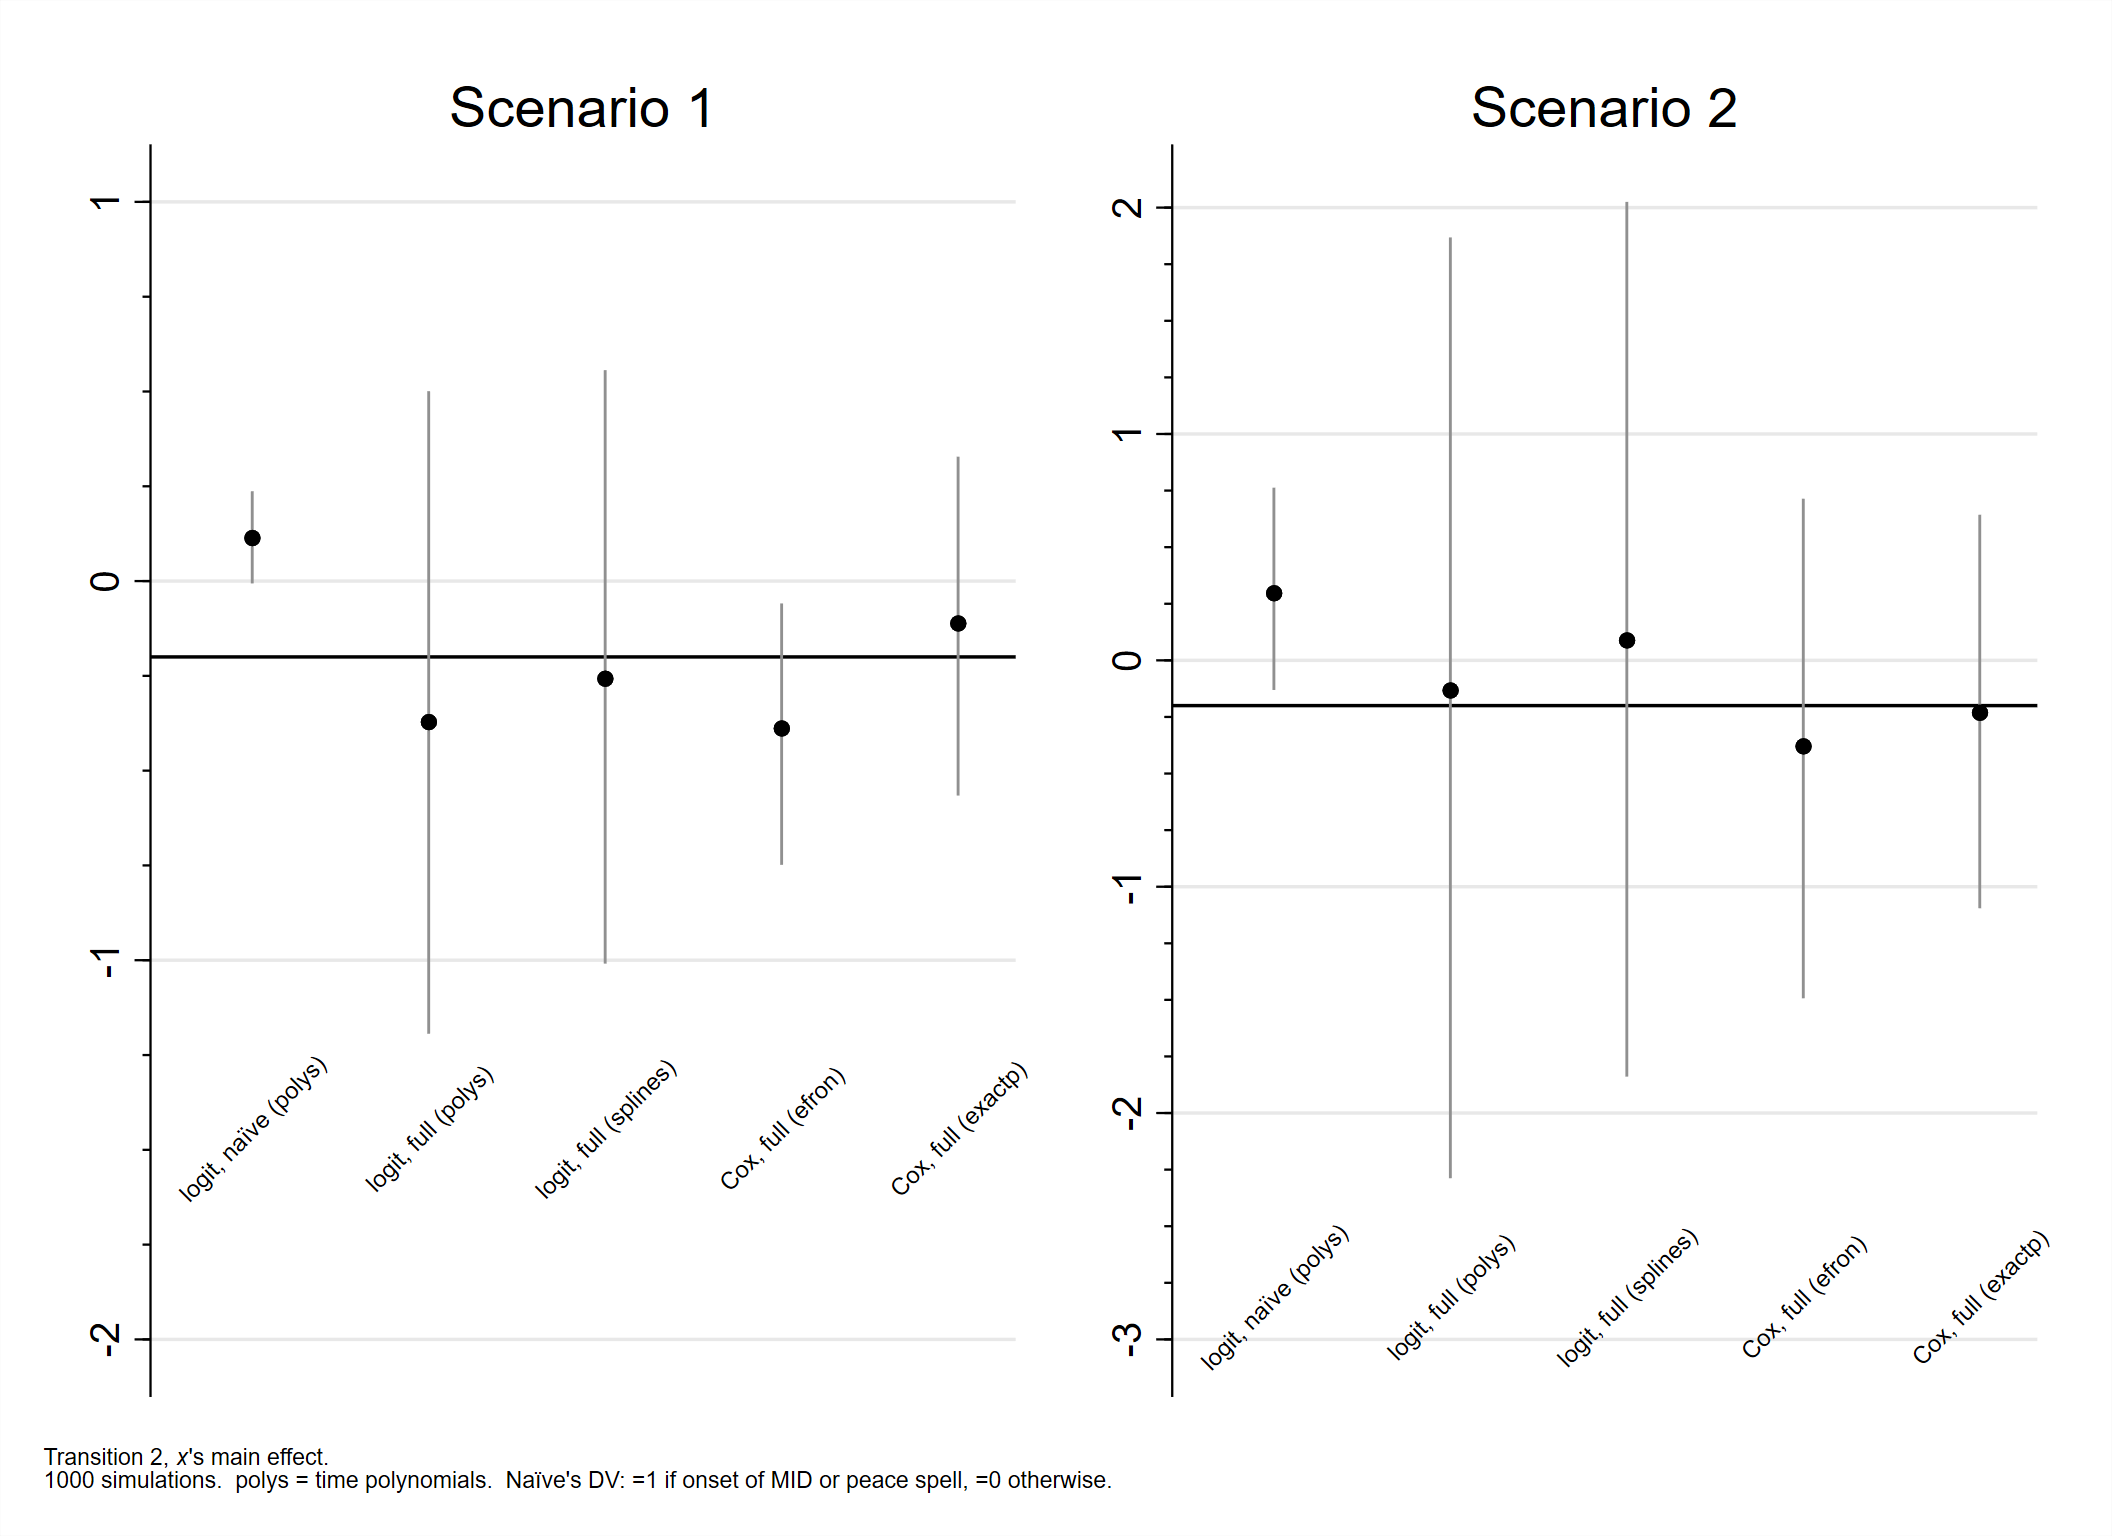 Scenario 1
1
0
-1
-2
logit, naïve (polys)
logit, full (polys)
logit, full (splines)
Cox, full (efron)
Cox, full (exactp)
Scenario 2
2
1
0
-1
-2
-3
logit, naïve (polys)
logit, full (polys)
logit, full (splines)
Cox, full (efron)
Cox, full (exactp)
Transition 2, x's main effect.
1000 simulations.  polys = time polynomials.  Naïve's DV: =1 if onset of MID or peace spell, =0 otherwise.